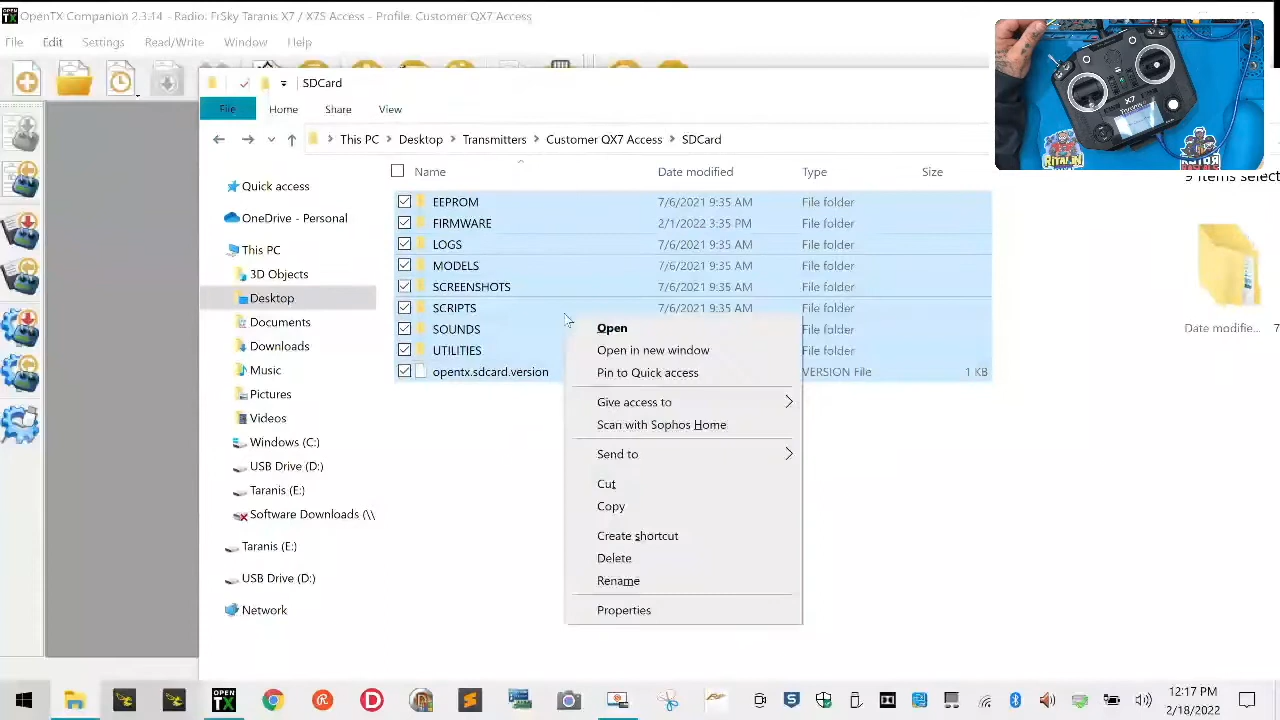 OpenTX Companion 2.3.14 - Radio: FrSky Taranis X7 / X7S Access - Profile: Customer QX7 Access
File Edit Settings Read/Write Window Help
SDCard
File Home Share View
This PC > Desktop > Transmitters > Customer QX7 Access > SDCard
Name Date modified Type Size
EEPROM 7/6/2021 9:35 AM File folder
FIRMWARE 2/1/2022 3:35 PM File folder
LOGS 7/6/2021 9:35 AM File folder
MODELS 7/6/2021 9:35 AM File folder
SCREENSHOTS 7/6/2021 9:35 AM File folder
SCRIPTS 7/6/2021 9:35 AM File folder
SOUNDS File folder
UTILITIES File folder
opentx.sdcard.version VERSION File 1 KB
Quick access
OneDrive - Personal
This PC
3D Objects
Desktop
Documents
Downloads
Music
Pictures
Videos
Windows (C:)
USB Drive (D:)
Taranis (E:)
Software Downloads (\\
Taranis (E:)
USB Drive (D:)
Network
Open
Open in new window
Pin to Quick access
Give access to
Scan with Sophos Home
Send to
Cut
Copy
Create shortcut
Delete
Rename
Properties
X7
Taranis
RITALIN
ROTOR
9 items select
Date modifie... 7
OPEN
TX
12:17 PM
2/18/2022